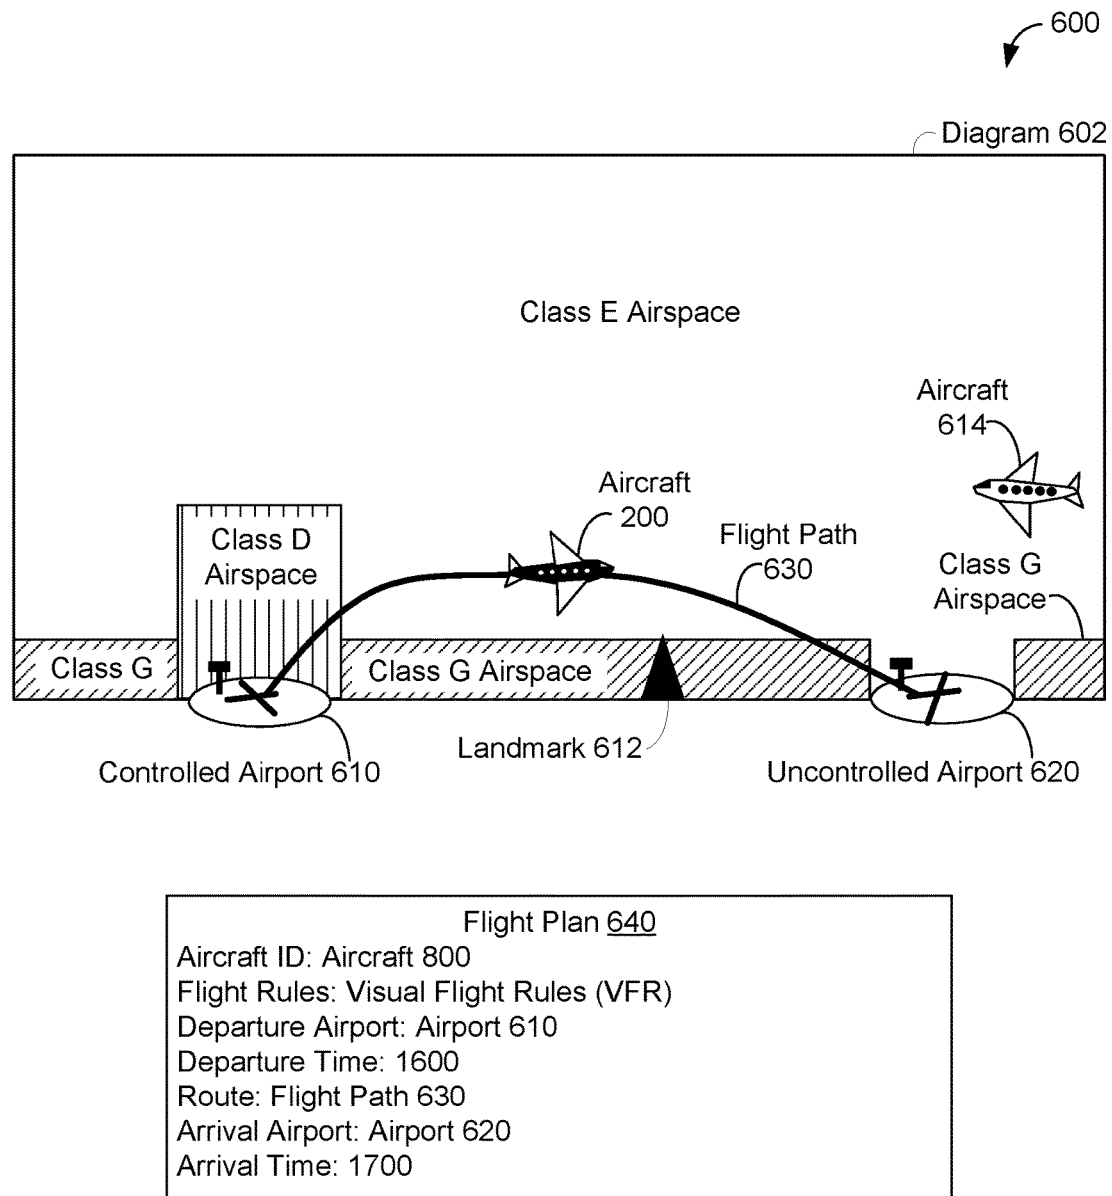 600
Diagram 602
Class E Airspace
Aircraft
614
Aircraft
200
Class D
Airspace
Flight Path
630
Class G
Airspace
Class G
Class G Airspace
Landmark 612
Controlled Airport 610
Uncontrolled Airport 620
Flight Plan 640
Aircraft ID: Aircraft 800
Flight Rules: Visual Flight Rules (VFR)
Departure Airport: Airport 610
Departure Time: 1600
Route: Flight Path 630
Arrival Airport: Airport 620
Arrival Time: 1700